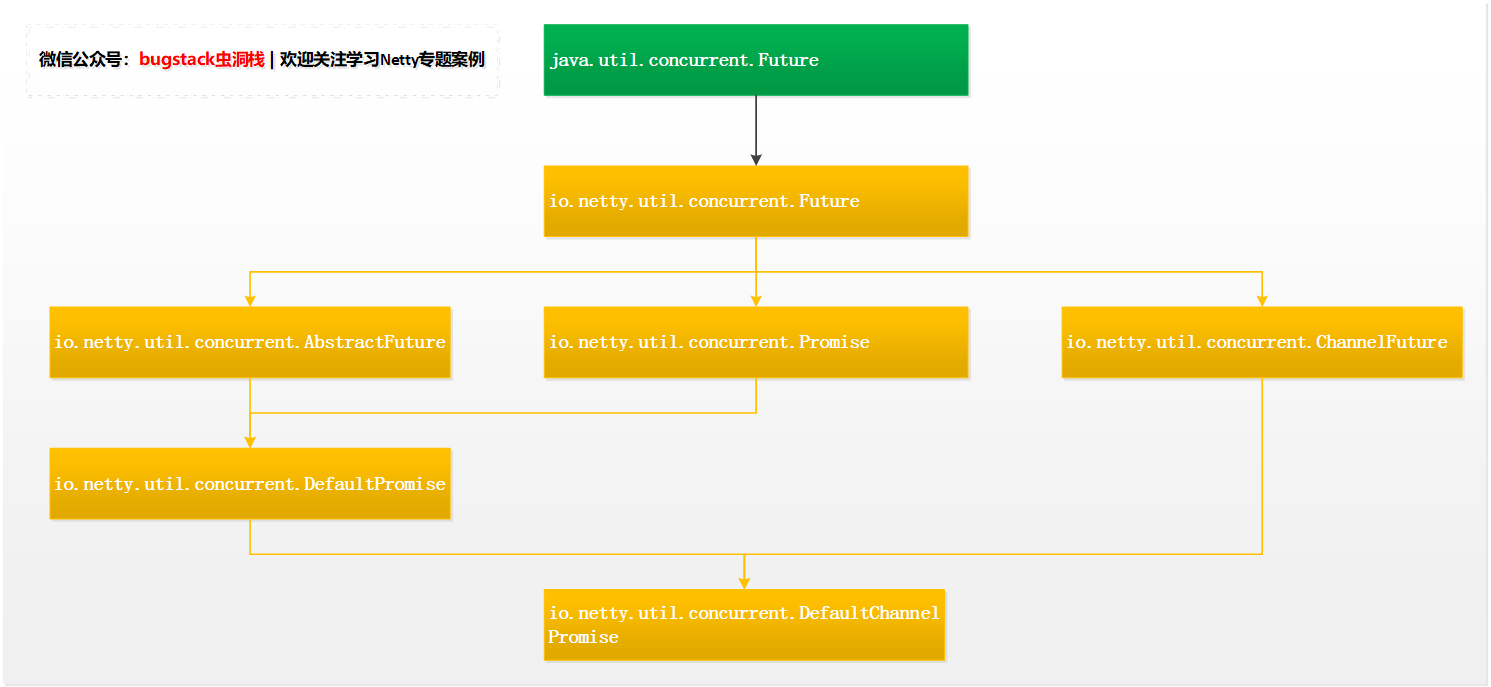 微信公众号：bugstack虫洞栈 | 欢迎关注学习Netty专题案例
java.util.concurrent.Future
io.netty.util.concurrent.Future
io.netty.util.concurrent.AbstractFuture
io.netty.util.concurrent.Promise
io.netty.util.concurrent.ChannelFuture
io.netty.util.concurrent.DefaultPromise
io.netty.util.concurrent.DefaultChannel
Promise